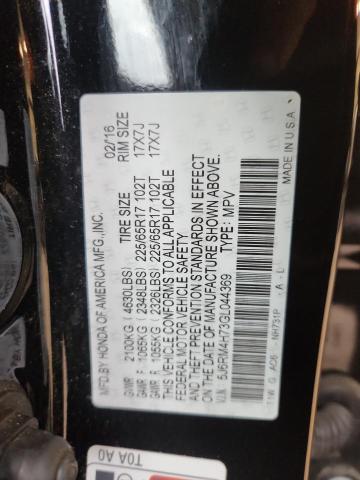 MFD.BY HONDA OF AMERICA MFG.,INC. 02/16
TIRE SIZE RIM SIZE
GVWR 2100KG (4630LBS)
GAWR F 1065KG (2348LBS) 225/65R17 102T 17X7J
GAWR R 1055KG (2326LBS) 225/65R17 102T 17X7J
THIS VEHICLE CONFORMS TO ALL APPLICABLE
FEDERAL MOTOR VEHICLE SAFETY
AND THEFT PREVENTION STANDARDS IN EFFECT
ON THE DATE OF MANUFACTURE SHOWN ABOVE.
V.I.N. 5J6RM4H73GL044369 TYPE: MPV
T1W G AO6 - NH731P - A - L MADE IN U.S.A
T0A A0